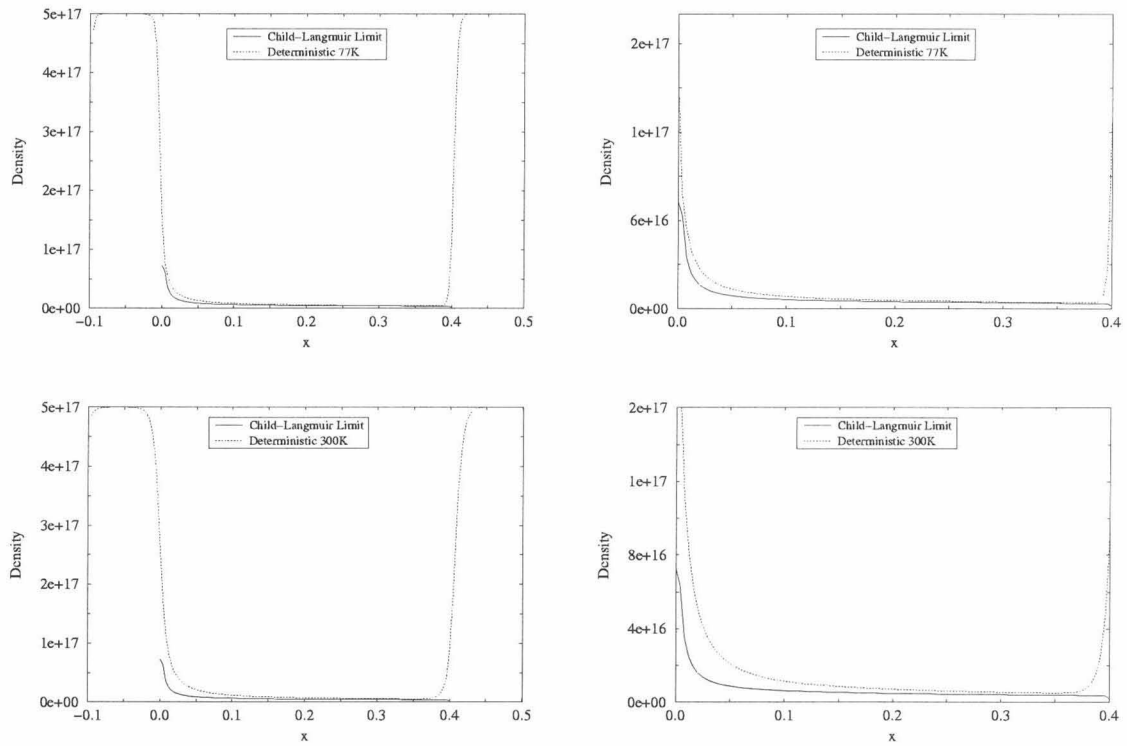 5e+17
4e+17
3e+17
2e+17
1e+17
0e+00
Density
−0.1 0.0 0.1 0.2 0.3 0.4 0.5
x
Child−Langmuir Limit
Deterministic 77K
2e+17
1e+17
6e+16
0e+00
Density
0.0 0.1 0.2 0.3 0.4
x
Child−Langmuir Limit
Deterministic 77K
5e+17
4e+17
3e+17
2e+17
1e+17
0e+00
Density
−0.1 0.0 0.1 0.2 0.3 0.4 0.5
x
Child−Langmuir Limit
Deterministic 300K
2e+17
1e+17
8e+16
4e+16
0e+00
Density
0.0 0.1 0.2 0.3 0.4
x
Child−Langmuir Limit
Deterministic 300K